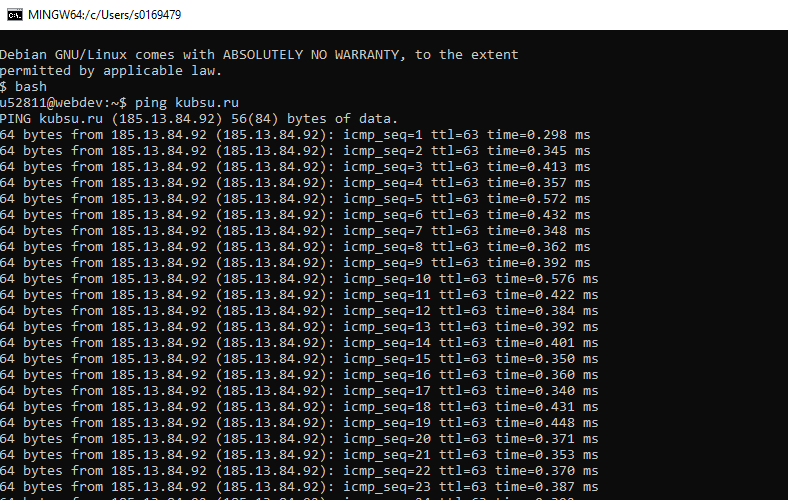 MINGW64:/c/Users/s0169479
Debian GNU/Linux comes with ABSOLUTELY NO WARRANTY, to the extent
permitted by applicable law.
$ bash
u52811@webdev:~$ ping kubsu.ru
PING kubsu.ru (185.13.84.92) 56(84) bytes of data.
64 bytes from 185.13.84.92 (185.13.84.92): icmp_seq=1 ttl=63 time=0.298 ms
64 bytes from 185.13.84.92 (185.13.84.92): icmp_seq=2 ttl=63 time=0.345 ms
64 bytes from 185.13.84.92 (185.13.84.92): icmp_seq=3 ttl=63 time=0.413 ms
64 bytes from 185.13.84.92 (185.13.84.92): icmp_seq=4 ttl=63 time=0.357 ms
64 bytes from 185.13.84.92 (185.13.84.92): icmp_seq=5 ttl=63 time=0.572 ms
64 bytes from 185.13.84.92 (185.13.84.92): icmp_seq=6 ttl=63 time=0.432 ms
64 bytes from 185.13.84.92 (185.13.84.92): icmp_seq=7 ttl=63 time=0.348 ms
64 bytes from 185.13.84.92 (185.13.84.92): icmp_seq=8 ttl=63 time=0.362 ms
64 bytes from 185.13.84.92 (185.13.84.92): icmp_seq=9 ttl=63 time=0.392 ms
64 bytes from 185.13.84.92 (185.13.84.92): icmp_seq=10 ttl=63 time=0.576 ms
64 bytes from 185.13.84.92 (185.13.84.92): icmp_seq=11 ttl=63 time=0.422 ms
64 bytes from 185.13.84.92 (185.13.84.92): icmp_seq=12 ttl=63 time=0.384 ms
64 bytes from 185.13.84.92 (185.13.84.92): icmp_seq=13 ttl=63 time=0.392 ms
64 bytes from 185.13.84.92 (185.13.84.92): icmp_seq=14 ttl=63 time=0.401 ms
64 bytes from 185.13.84.92 (185.13.84.92): icmp_seq=15 ttl=63 time=0.350 ms
64 bytes from 185.13.84.92 (185.13.84.92): icmp_seq=16 ttl=63 time=0.360 ms
64 bytes from 185.13.84.92 (185.13.84.92): icmp_seq=17 ttl=63 time=0.340 ms
64 bytes from 185.13.84.92 (185.13.84.92): icmp_seq=18 ttl=63 time=0.431 ms
64 bytes from 185.13.84.92 (185.13.84.92): icmp_seq=19 ttl=63 time=0.448 ms
64 bytes from 185.13.84.92 (185.13.84.92): icmp_seq=20 ttl=63 time=0.371 ms
64 bytes from 185.13.84.92 (185.13.84.92): icmp_seq=21 ttl=63 time=0.353 ms
64 bytes from 185.13.84.92 (185.13.84.92): icmp_seq=22 ttl=63 time=0.370 ms
64 bytes from 185.13.84.92 (185.13.84.92): icmp_seq=23 ttl=63 time=0.387 ms